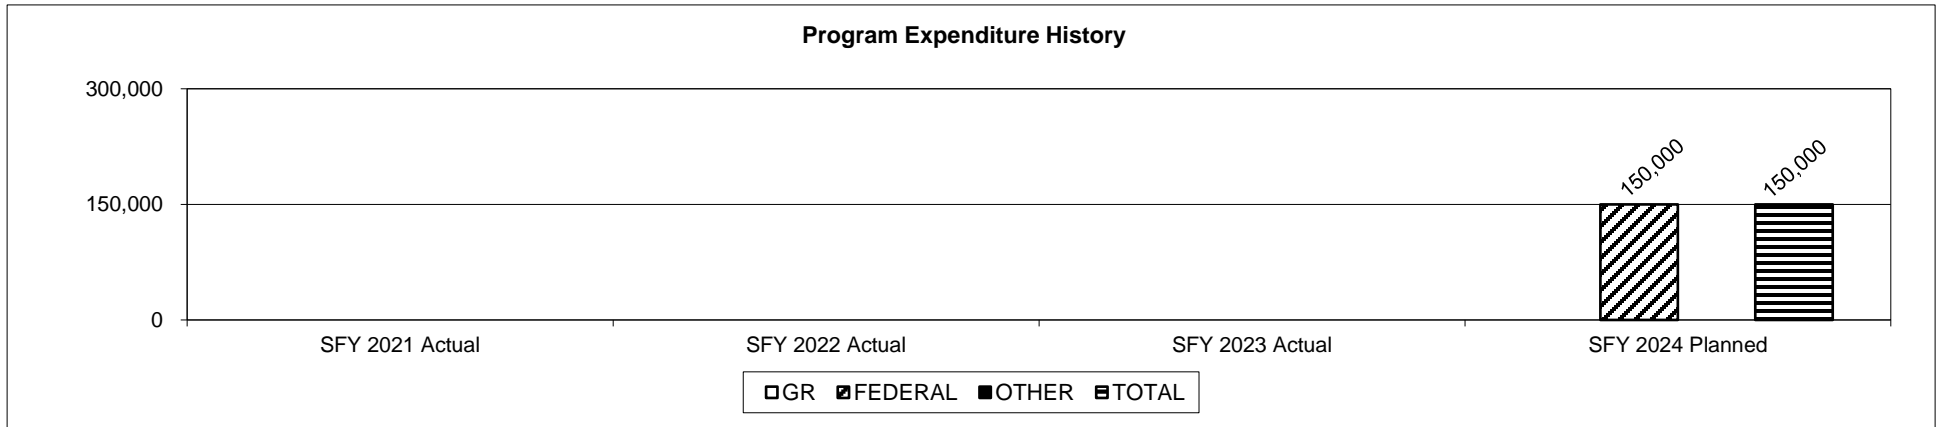 Program Expenditure History
300,000
150,000
0
150,000
150,000
SFY 2021 Actual
SFY 2022 Actual
SFY 2023 Actual
SFY 2024 Planned
GR FEDERAL OTHER TOTAL